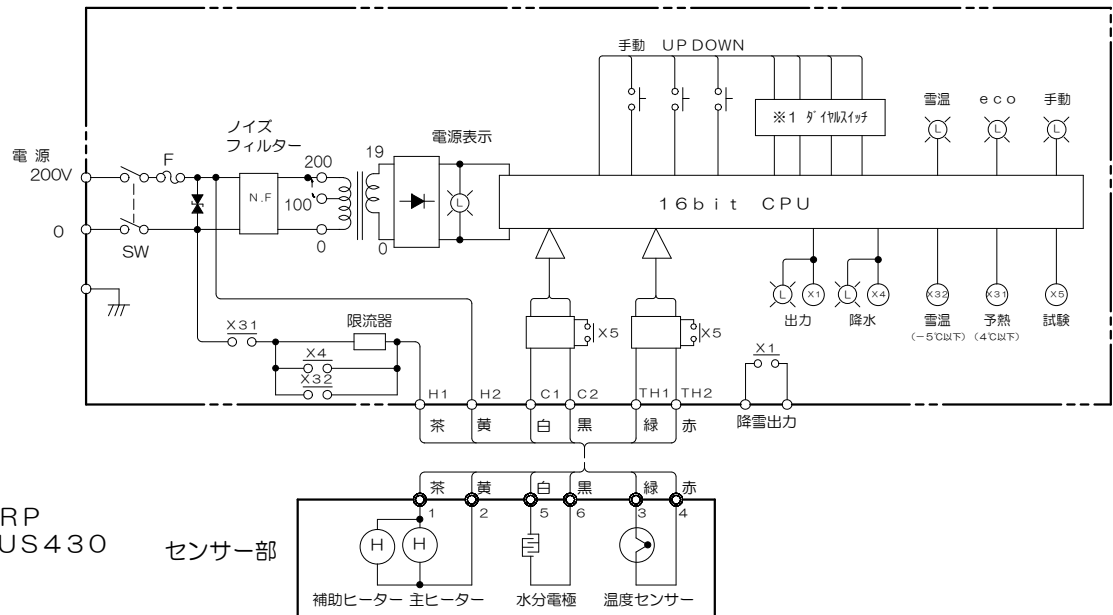 手動 UP DOWN
雪温 eco 手動
L L L
※1 ダイヤルスイッチ
ノイズ
フィルター
電源表示
電源
200V
F
N.F
200
100
0
19
0
L
16bit CPU
0
SW
L X1 L X4 X32 X31 X5
出力 降水 雪温 予熱 試験
(-5℃以下) (4℃以下)
X31
限流器
X4
X32
X5
X5
X1
H1 H2 C1 C2 TH1 TH2
茶 黄 白 黒 緑 赤
降雪出力
茶 黄 白 黒 緑 赤
1 2 5 6 3 4
RP
US430
センサー部
H H
補助ヒーター 主ヒーター 水分電極 温度センサー